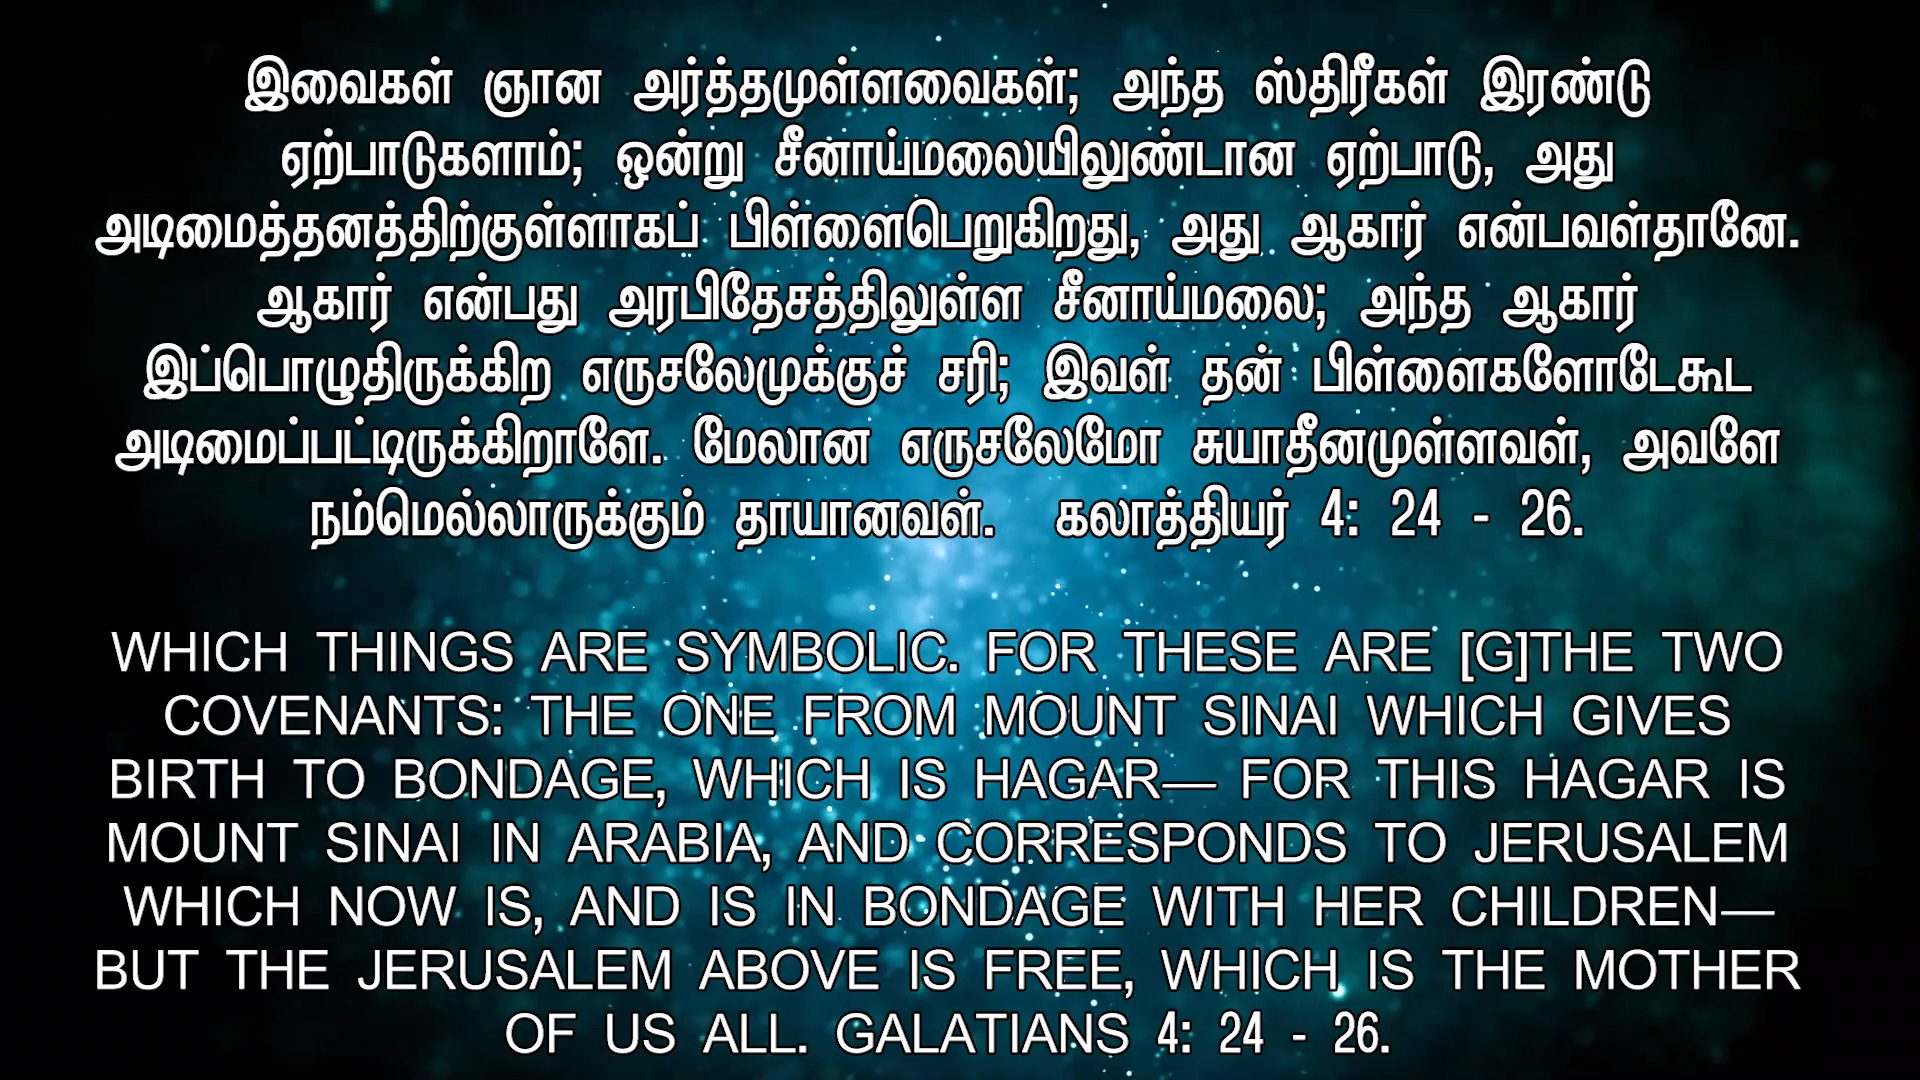 இவைகள் ஞான அர்த்தமுள்ளவைகள்; அந்த ஸ்திரீகள் இரண்டு
ஏற்பாடுகளாம்; ஒன்று சீனாய்மலையிலுண்டான ஏற்பாடு, அது
அடிமைத்தனத்திற்குள்ளாகப் பிள்ளைபெறுகிறது, அது ஆகார் என்பவள்தானே.
ஆகார் என்பது அரபிதேசத்திலுள்ள சீனாய்மலை; அந்த ஆகார்
இப்பொழுதிருக்கிற எருசலேமுக்குச் சரி; இவள் தன் பிள்ளைகளோடேகூட
அடிமைப்பட்டிருக்கிறாளே. மேலான எருசலேமோ சுயாதீனமுள்ளவள், அவளே
நம்மெல்லாருக்கும் தாயானவள். கலாத்தியர் 4: 24 - 26.
WHICH THINGS ARE SYMBOLIC. FOR THESE ARE [G]THE TWO
COVENANTS: THE ONE FROM MOUNT SINAI WHICH GIVES
BIRTH TO BONDAGE, WHICH IS HAGAR— FOR THIS HAGAR IS
MOUNT SINAI IN ARABIA, AND CORRESPONDS TO JERUSALEM
WHICH NOW IS, AND IS IN BONDAGE WITH HER CHILDREN—
BUT THE JERUSALEM ABOVE IS FREE, WHICH IS THE MOTHER
OF US ALL. GALATIANS 4: 24 - 26.